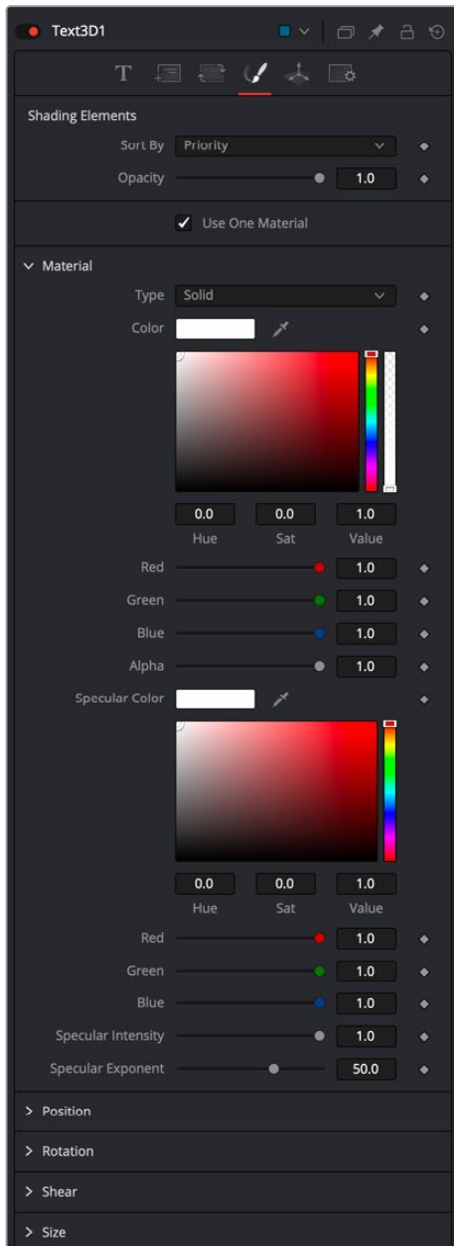 Text3D1
T
Shading Elements
Sort By Priority
Opacity 1.0
Use One Material
Material
Type Solid
Color
0.0 0.0 1.0
Hue Sat Value
Red 1.0
Green 1.0
Blue 1.0
Alpha 1.0
Specular Color
0.0 0.0 1.0
Hue Sat Value
Red 1.0
Green 1.0
Blue 1.0
Specular Intensity 1.0
Specular Exponent 50.0
Position
Rotation
Shear
Size